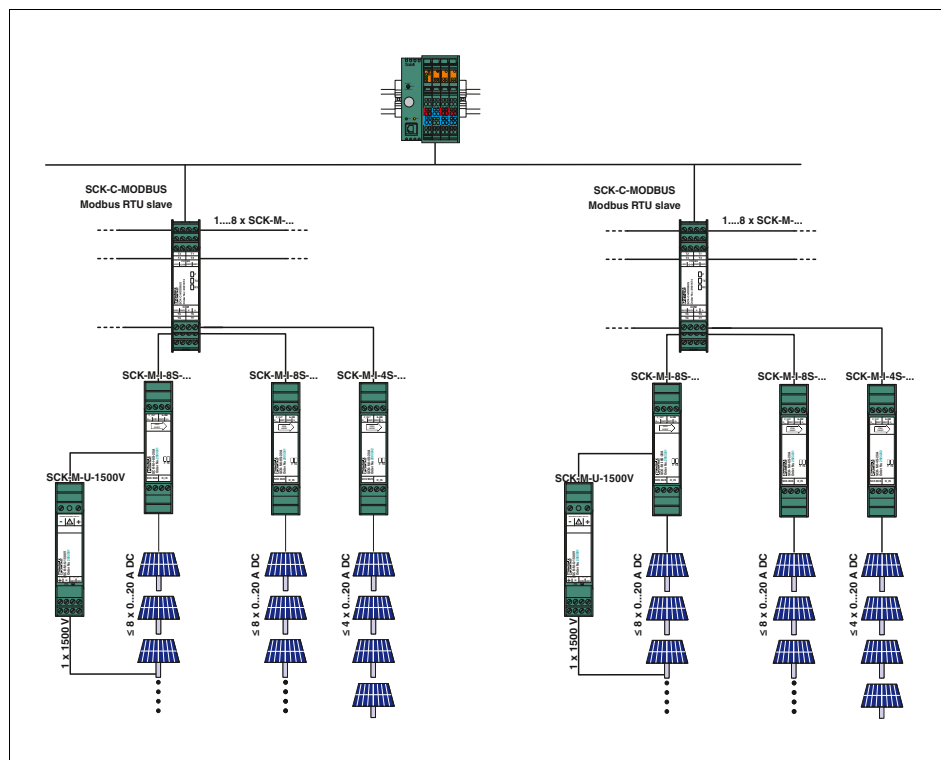 SCK-C-MODBUS
Modbus RTU slave
1....8 x SCK-M-...
SCK-C-MODBUS
Modbus RTU slave
1....8 x SCK-M-...
SCK-M-I-8S-...
SCK-M-I-8S-...
SCK-M-I-4S-...
SCK-M-I-8S-...
SCK-M-I-8S-...
SCK-M-I-4S-...
SCK-M-U-1500V
SCK-M-U-1500V
1 x 1500 V
≤ 8 x 0...20 A DC
≤ 8 x 0...20 A DC
≤ 4 x 0...20 A DC
1 x 1500 V
≤ 8 x 0...20 A DC
≤ 8 x 0...20 A DC
≤ 4 x 0...20 A DC